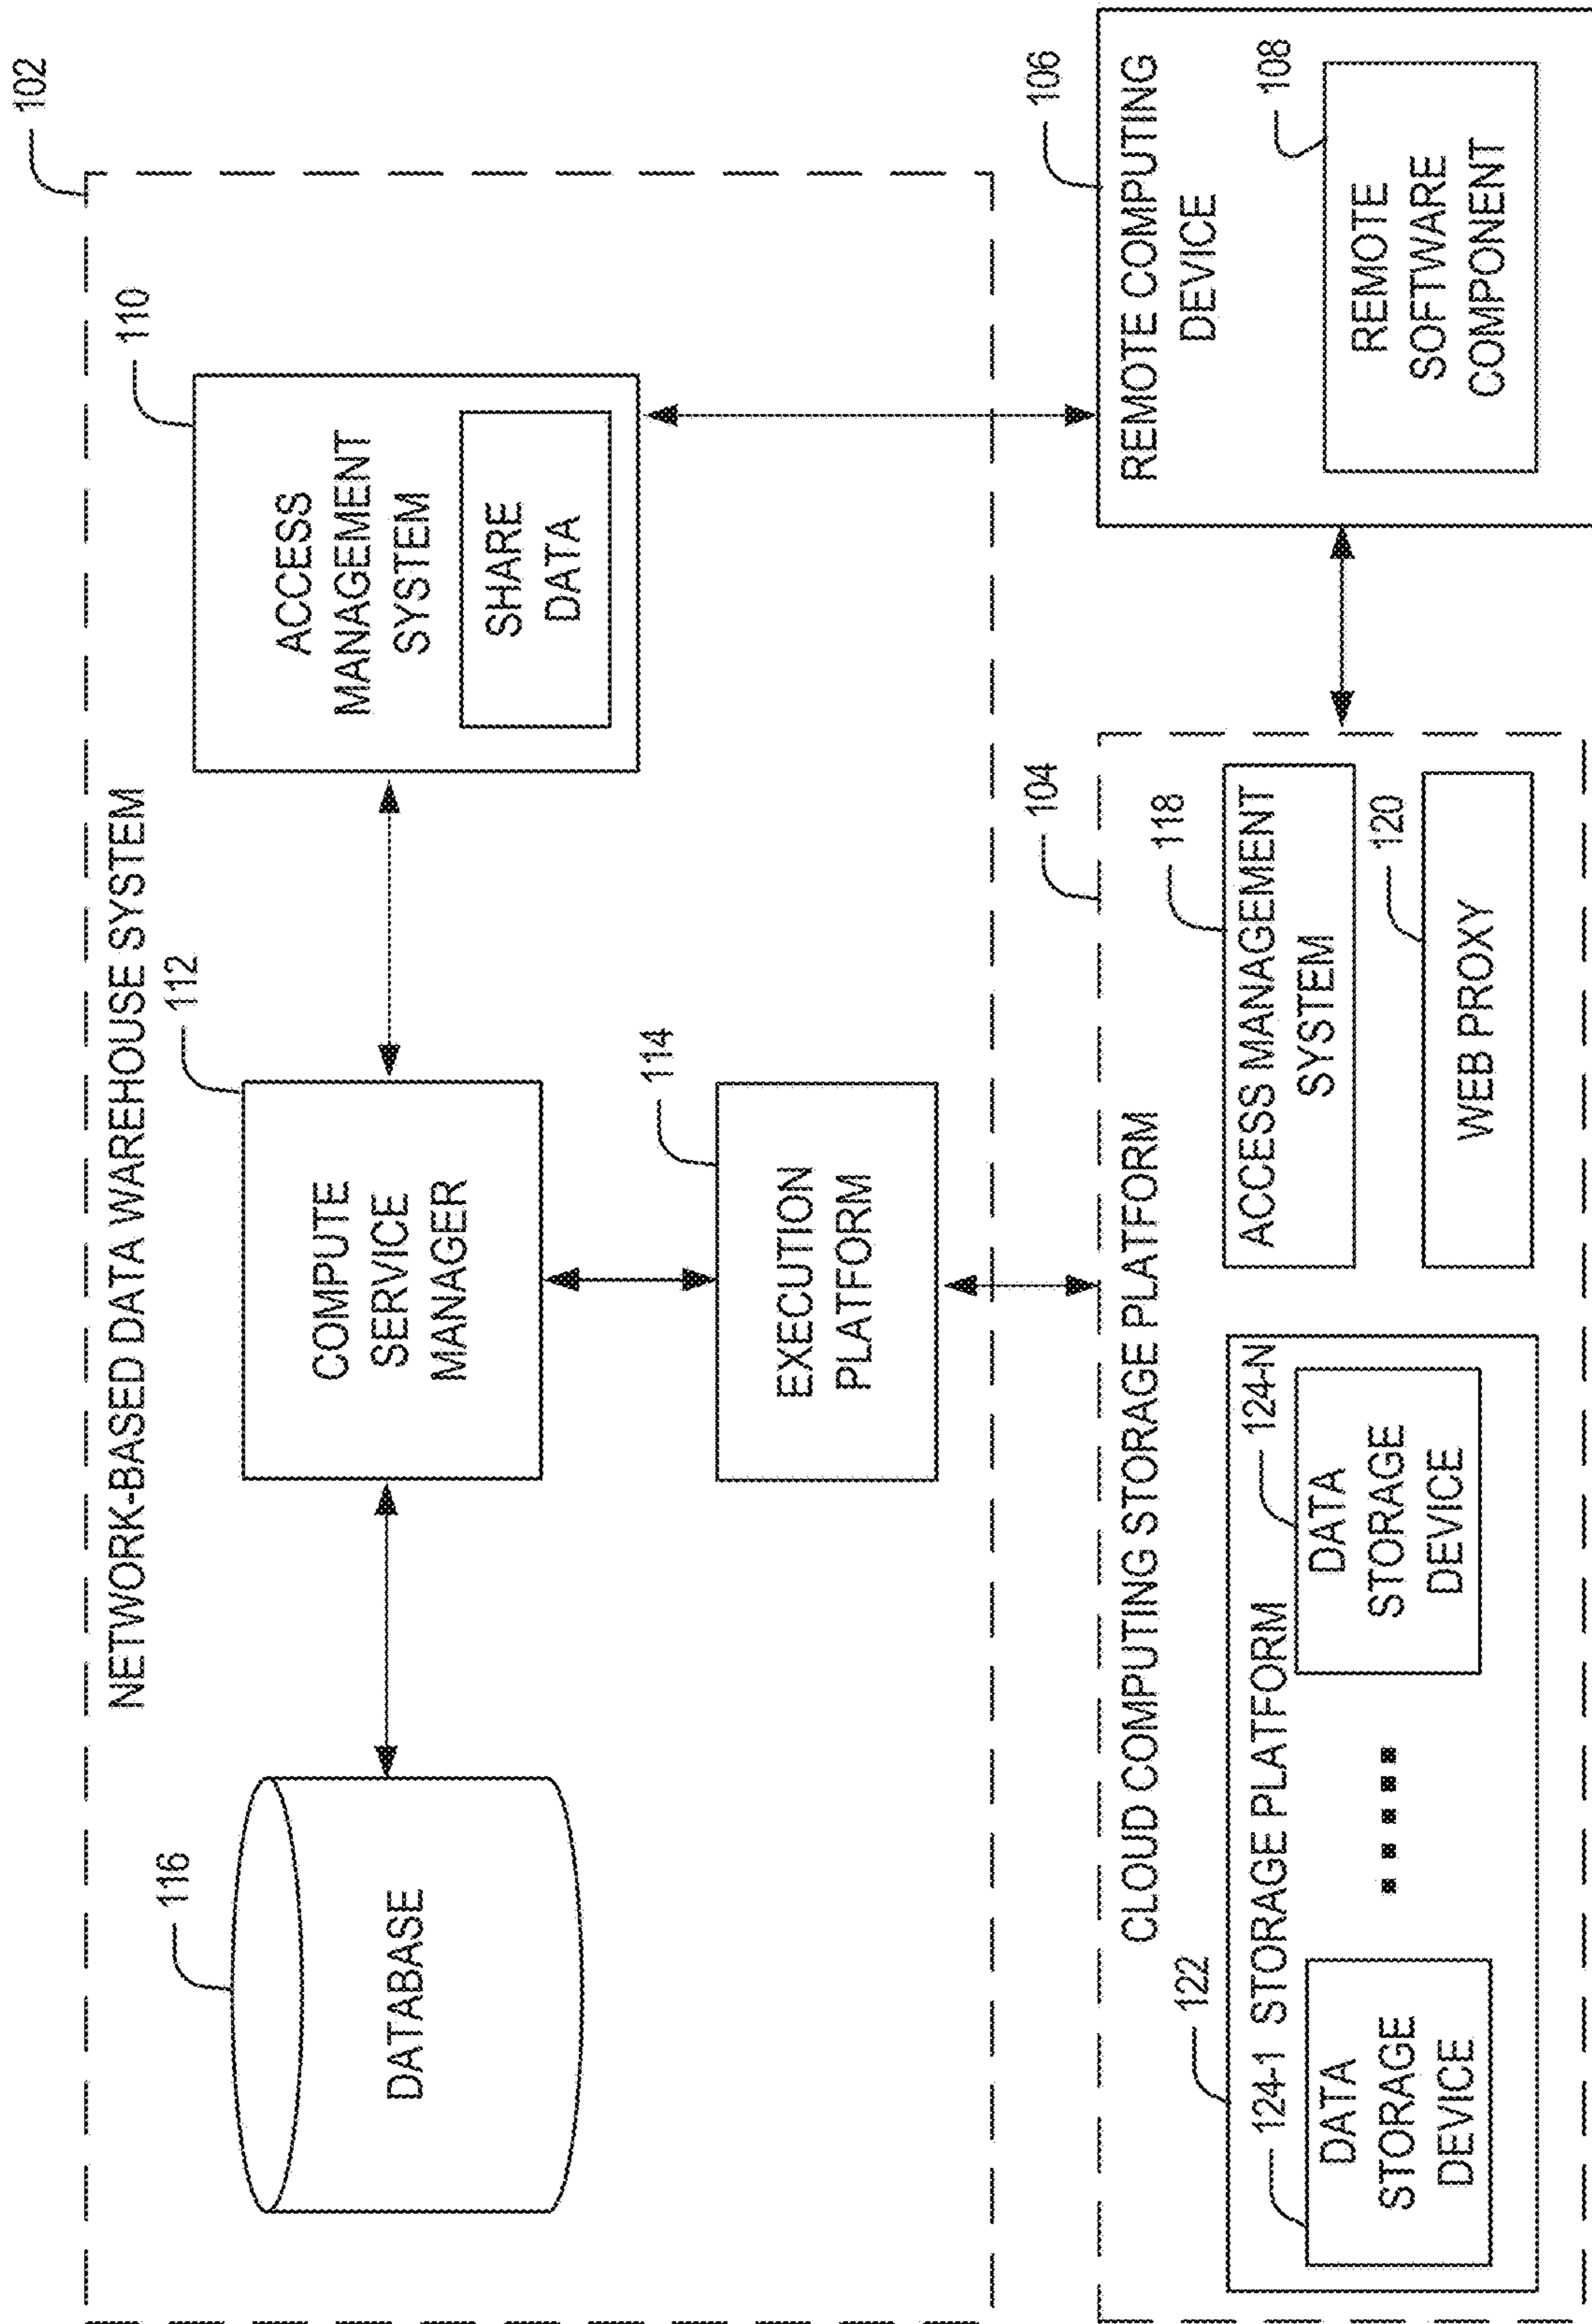 102
NETWORK-BASED DATA WAREHOUSE SYSTEM
116
DATABASE
112
COMPUTE
SERVICE
MANAGER
110
ACCESS
MANAGEMENT
SYSTEM
SHARE
DATA
114
EXECUTION
PLATFORM
104
CLOUD COMPUTING STORAGE PLATFORM
122
124-1
STORAGE PLATFORM
124-N
DATA
STORAGE
DEVICE
DATA
STORAGE
DEVICE
118
ACCESS MANAGEMENT
SYSTEM
120
WEB PROXY
106
REMOTE COMPUTING
DEVICE
108
REMOTE
SOFTWARE
COMPONENT